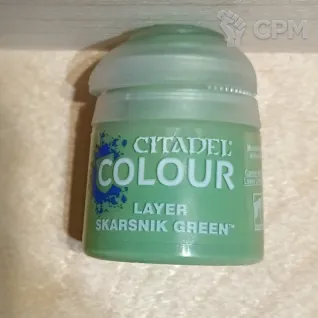 CPM
CITADEL
COLOUR
LAYER
SKARSNIK GREEN™